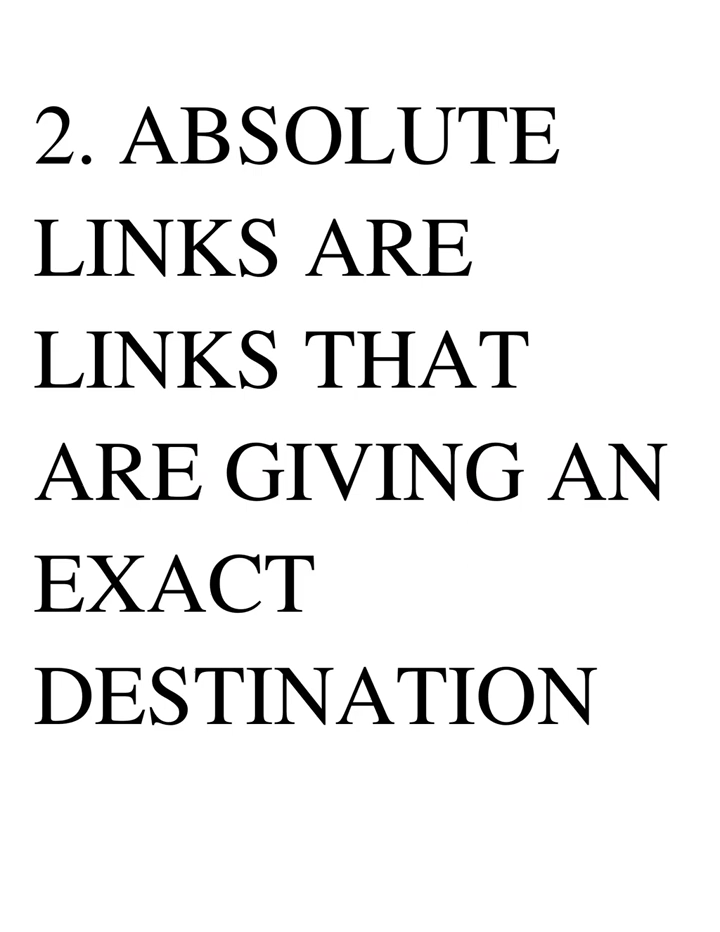 2. ABSOLUTE
LINKS ARE
LINKS THAT
ARE GIVING AN
EXACT
DESTINATION